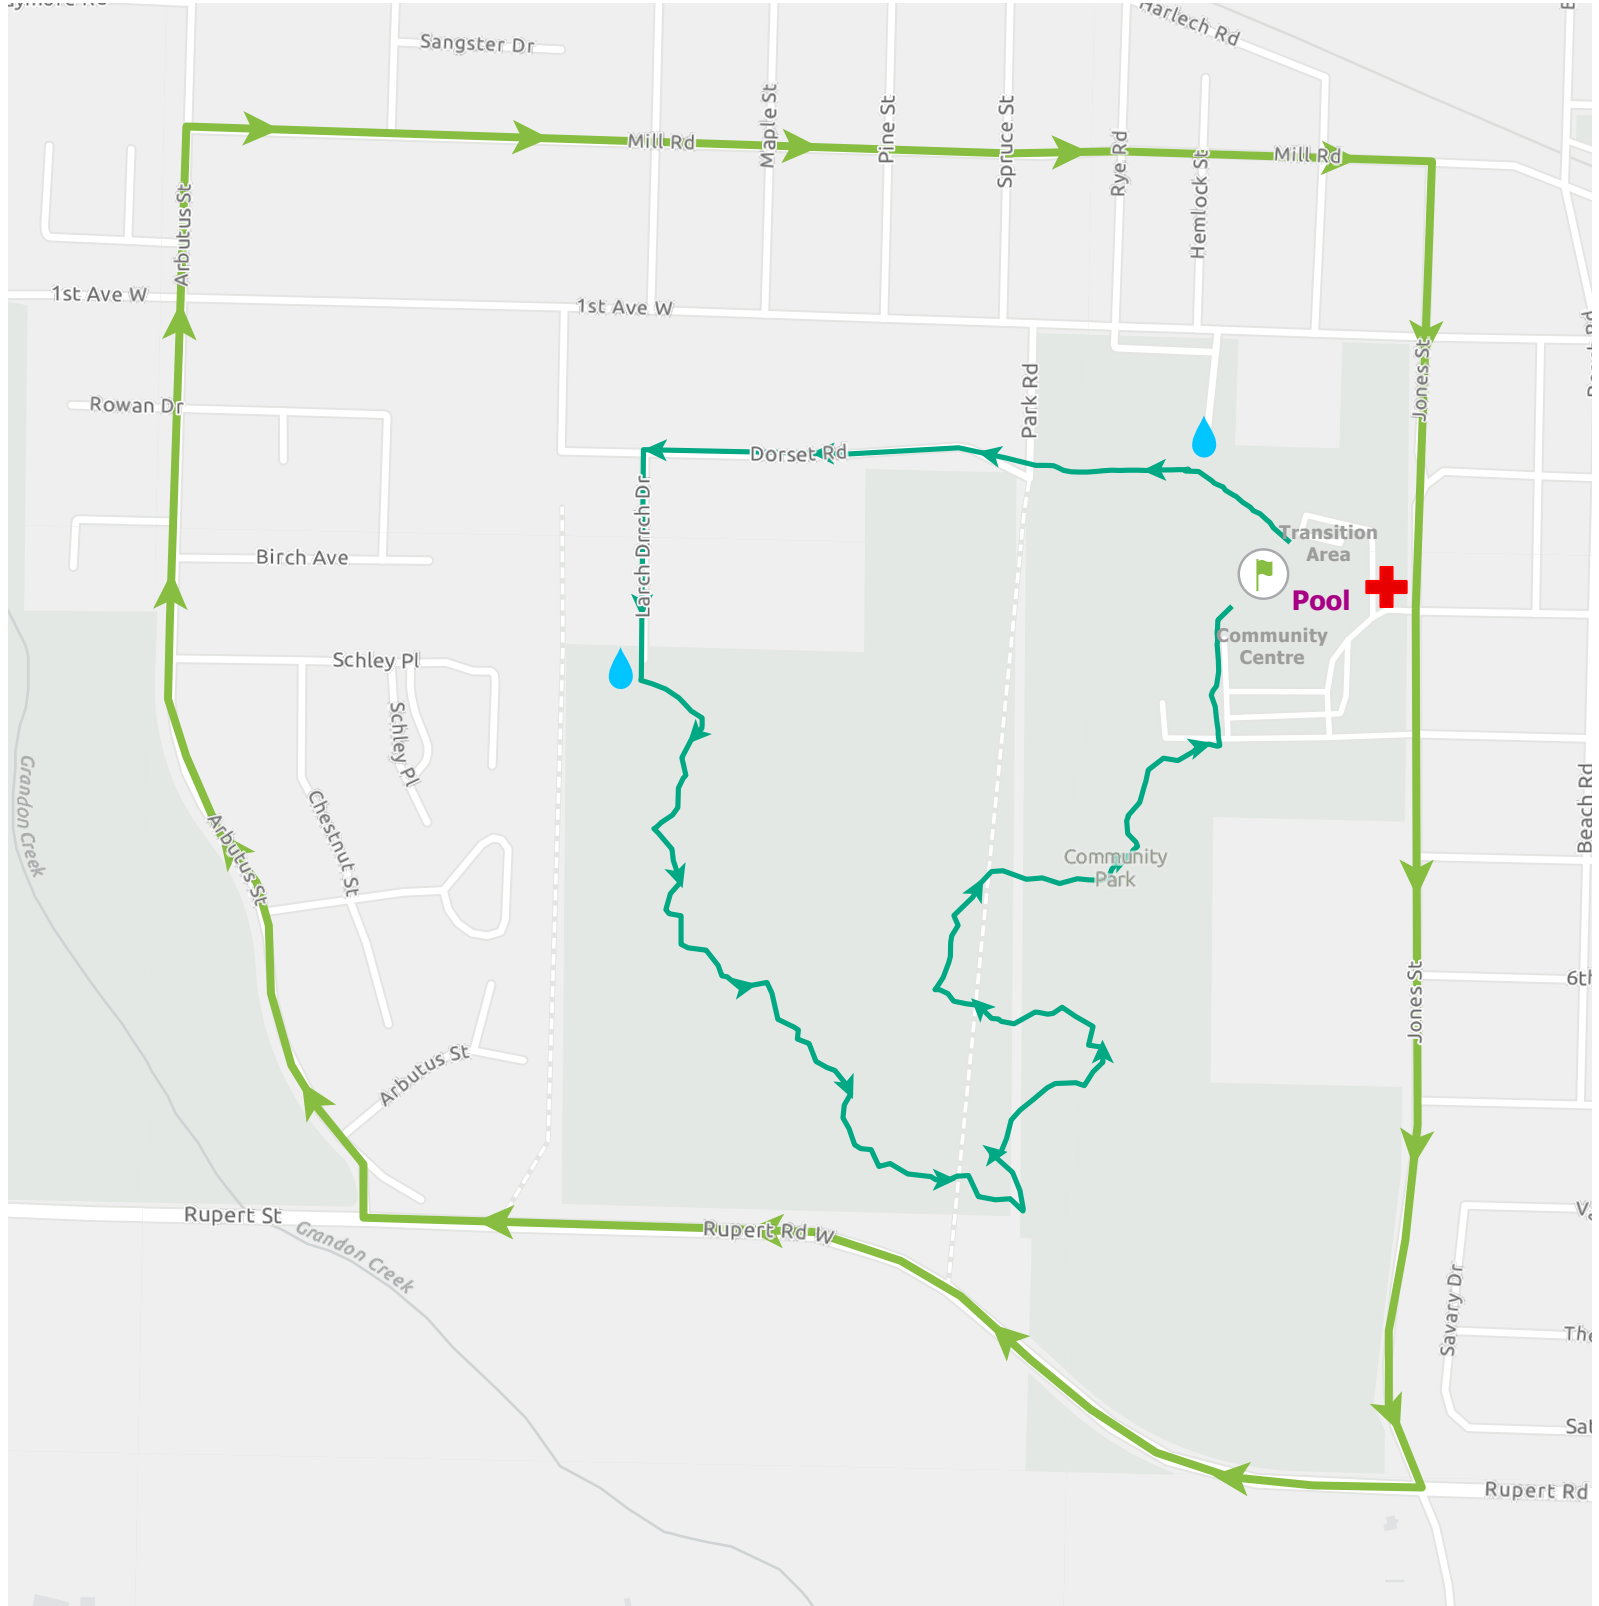 Sangster Dr
Harlech Rd
Mill Rd
Maple St
Pine St
Spruce St
Rye Rd
Hemlock St
Mill Rd
Arbutus St
1st Ave W
1st Ave W
Park Rd
Jones St
Rowan Dr
Dorset Rd
Larch Dr
Transition
Area
Birch Ave
Pool
Community
Centre
Schley Pl
Schley Pl
Grandon Creek
Chestnut St
Arbutus St
Community
Park
Beach Rd
6th
Jones St
Arbutus St
Rupert St
Rupert Rd W
Grandon Creek
Savary Dr
The
Rupert Rd